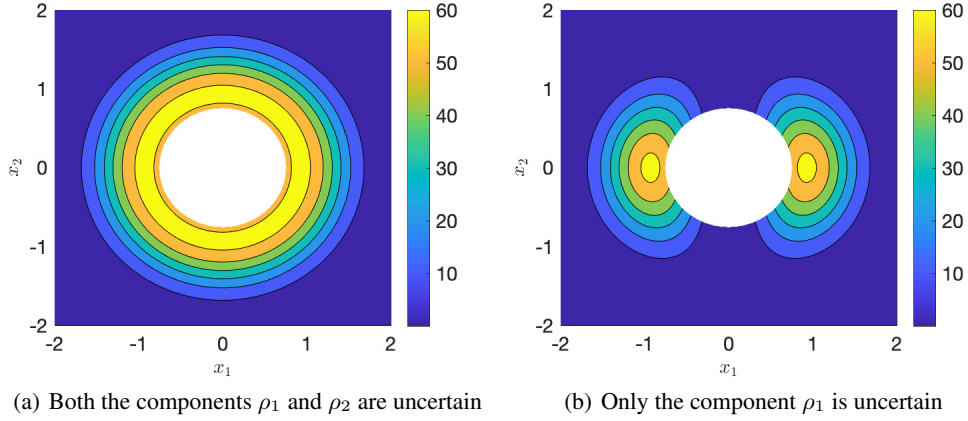 2
1
0
-1
-2
x₂
-2 -1 0 1 2
x₁
60
50
40
30
20
10
(a) Both the components ρ₁ and ρ₂ are uncertain
2
1
0
-1
-2
x₂
-2 -1 0 1 2
x₁
60
50
40
30
20
10
(b) Only the component ρ₁ is uncertain